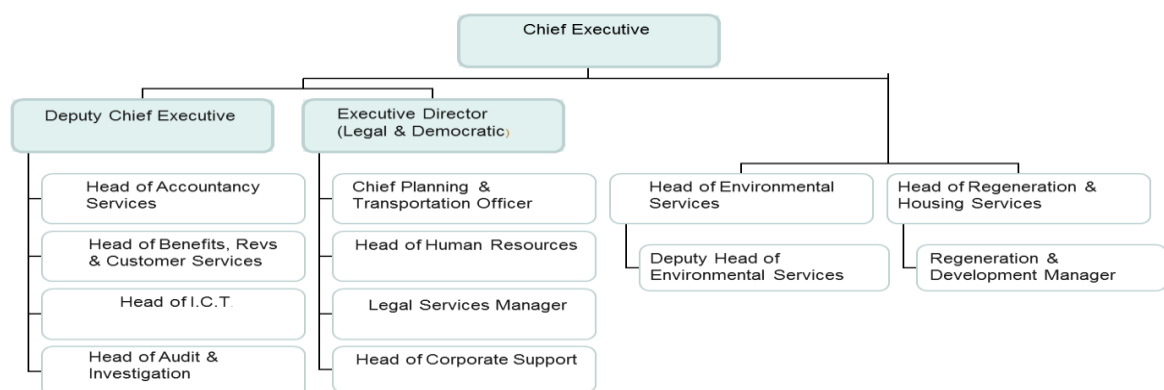 Chief Executive
Deputy Chief Executive
Executive Director
(Legal & Democratic)
Head of Accountancy
Services
Chief Planning &
Transportation Officer
Head of Environmental
Services
Head of Regeneration &
Housing Services
Head of Benefits, Revs
& Customer Services
Head of Human Resources
Deputy Head of
Environmental Services
Regeneration &
Development Manager
Head of I.C.T.
Legal Services Manager
Head of Audit &
Investigation
Head of Corporate Support